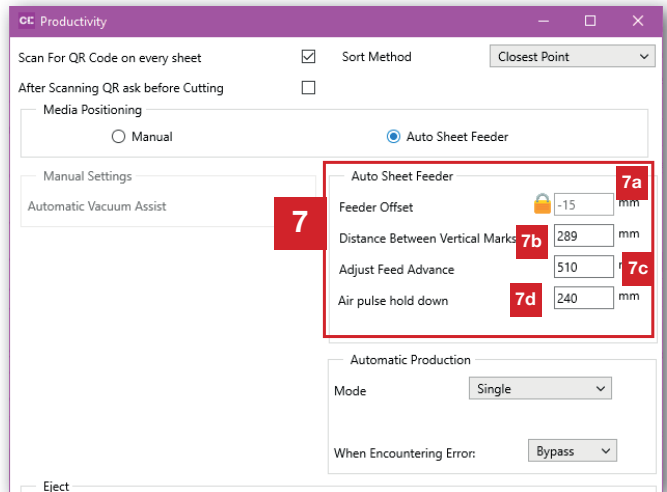 CE Productivity
Scan For QR Code on every sheet
Sort Method Closest Point
After Scanning QR ask before Cutting
Media Positioning
Manual Auto Sheet Feeder
Manual Settings
Automatic Vacuum Assist
7
Auto Sheet Feeder
7a
Feeder Offset -15 mm
Distance Between Vertical Marks 7b 289 mm
Adjust Feed Advance 510 7c
Air pulse hold down 7d 240 mm
Automatic Production
Mode Single
When Encountering Error: Bypass
Eject